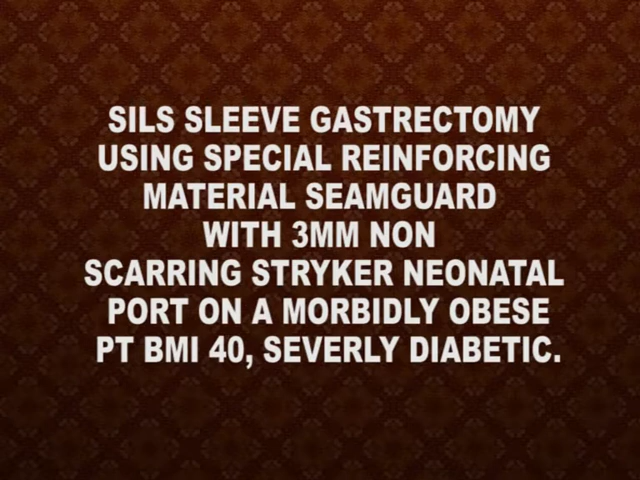 SILS SLEEVE GASTRECTOMY
USING SPECIAL REINFORCING
MATERIAL SEAMGUARD
WITH 3MM NON
SCARRING STRYKER NEONATAL
PORT ON A MORBIDLY OBESE
PT BMI 40, SEVERLY DIABETIC.